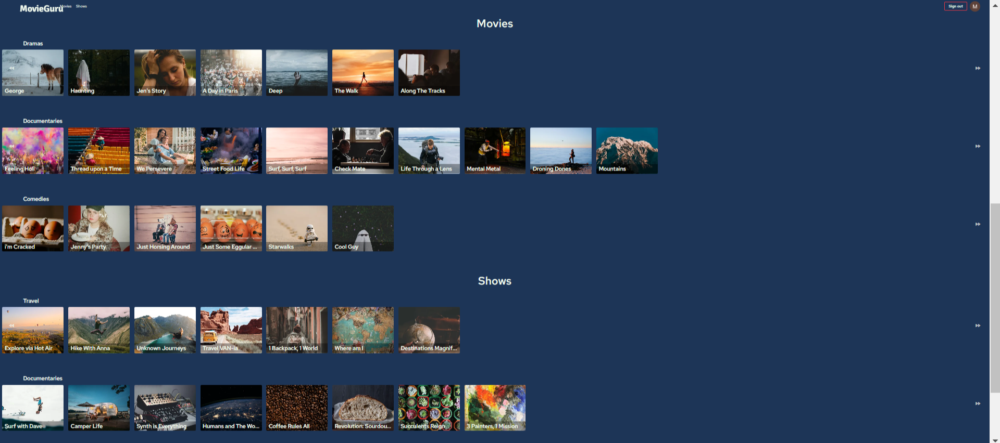 MovieGuru
Movies Shows
Sign out M
Movies
Dramas
George
Haunting
Jen's Story
A Day in Paris
Deep
The Walk
Along The Tracks
Documentaries
Feeling Holi
Thread upon a Time
We Persevere
Street Food Life
Surf, Surf, Surf
Check Mate
Life Through a Lens
Mental Metal
Droning Dones
Mountains
Comedies
i'm Cracked
Jenny's Party
Just Horsing Around
Just Some Eggular ...
Starwalks
Cool Guy
Shows
Travel
Explore via Hot Air
Hike With Anna
Unknown Journeys
Travel VAN-la
1 Backpack, 1 World
Where am I
Destinations Magnif...
Documentaries
Surf with Dave
Camper Life
Synth is Everything
Humans and The Wo...
Coffee Rules All
Revolution: Sourdou...
Succulents Reign
3 Painters, 1 Mission